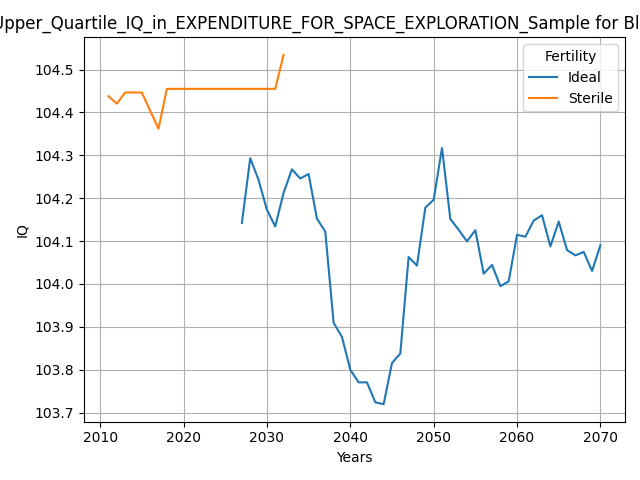 Upper_Quartile_IQ_in_EXPENDITURE_FOR_SPACE_EXPLORATION_Sample for Bl
Fertility
Ideal
Sterile
104.5
104.4
104.3
104.2
104.1
104.0
103.9
103.8
103.7
IQ
2010 2020 2030 2040 2050 2060 2070
Years